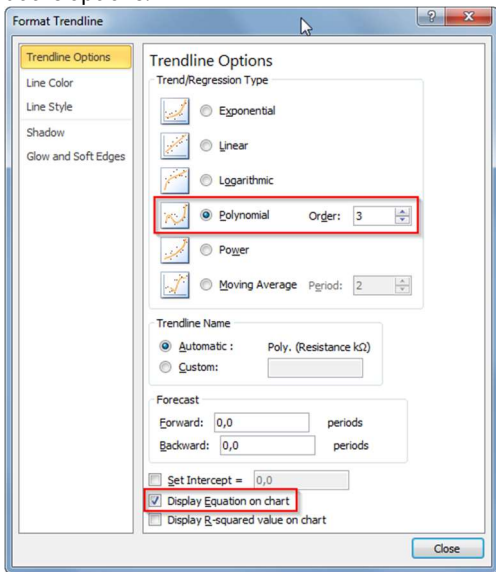 Format Trendline
Trendline Options
Line Color
Line Style
Shadow
Glow and Soft Edges
Trendline Options
Trend/Regression Type
Exponential
Linear
Logarithmic
Polynomial Order: 3
Power
Moving Average Period: 2
Trendline Name
Automatic : Poly. (Resistance kΩ)
Custom:
Forecast
Forward: 0,0 periods
Backward: 0,0 periods
Set Intercept = 0,0
Display Equation on chart
Display R-squared value on chart
Close